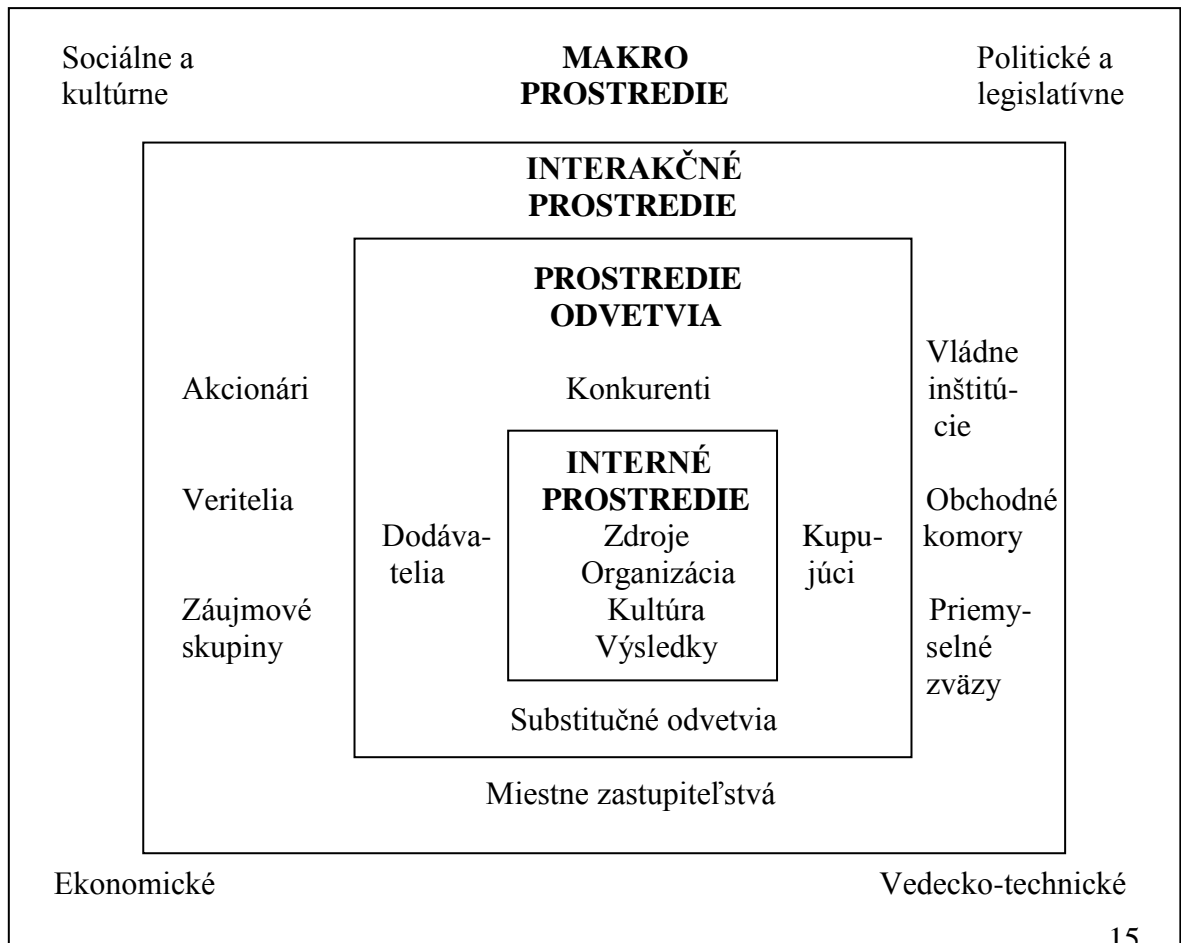 Sociálne a
kultúrne
MAKRO
PROSTREDIE
Politické a
legislatívne
INTERAKČNÉ
PROSTREDIE
PROSTREDIE
ODVETVIA
Akcionári
Konkurenti
Vládne
inštitú-
cie
Veritelia
INTERNÉ
PROSTREDIE
Zdroje
Organizácia
Kultúra
Výsledky
Dodáva-
telia
Kupu-
júci
Obchodné
komory
Záujmové
skupiny
Priemy-
selné
zväzy
Substitučné odvetvia
Miestne zastupiteľstvá
Ekonomické
Vedecko-technické
15